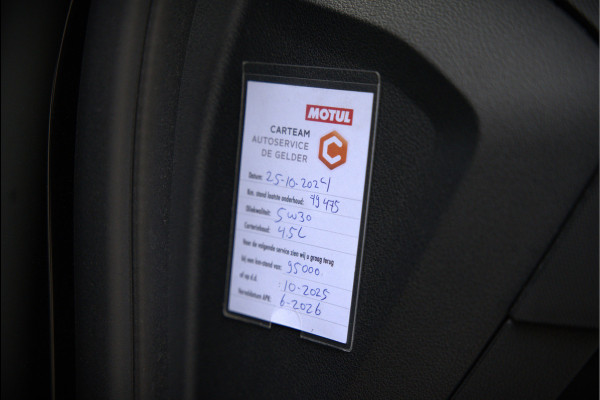 MOTUL
CARTEAM
AUTOSERVICE
DE GELDER
Datum: 25-10-2024
Km. stand laatste onderhoud: 79475
Oliekwaliteit: 5W30
Carterinhoud: 4.5L
Voor de volgende service zien wij u graag terug
bij een km-stand van: 95000
of op d.d. : 10-2025
Vervaldatum APK: 6-2026